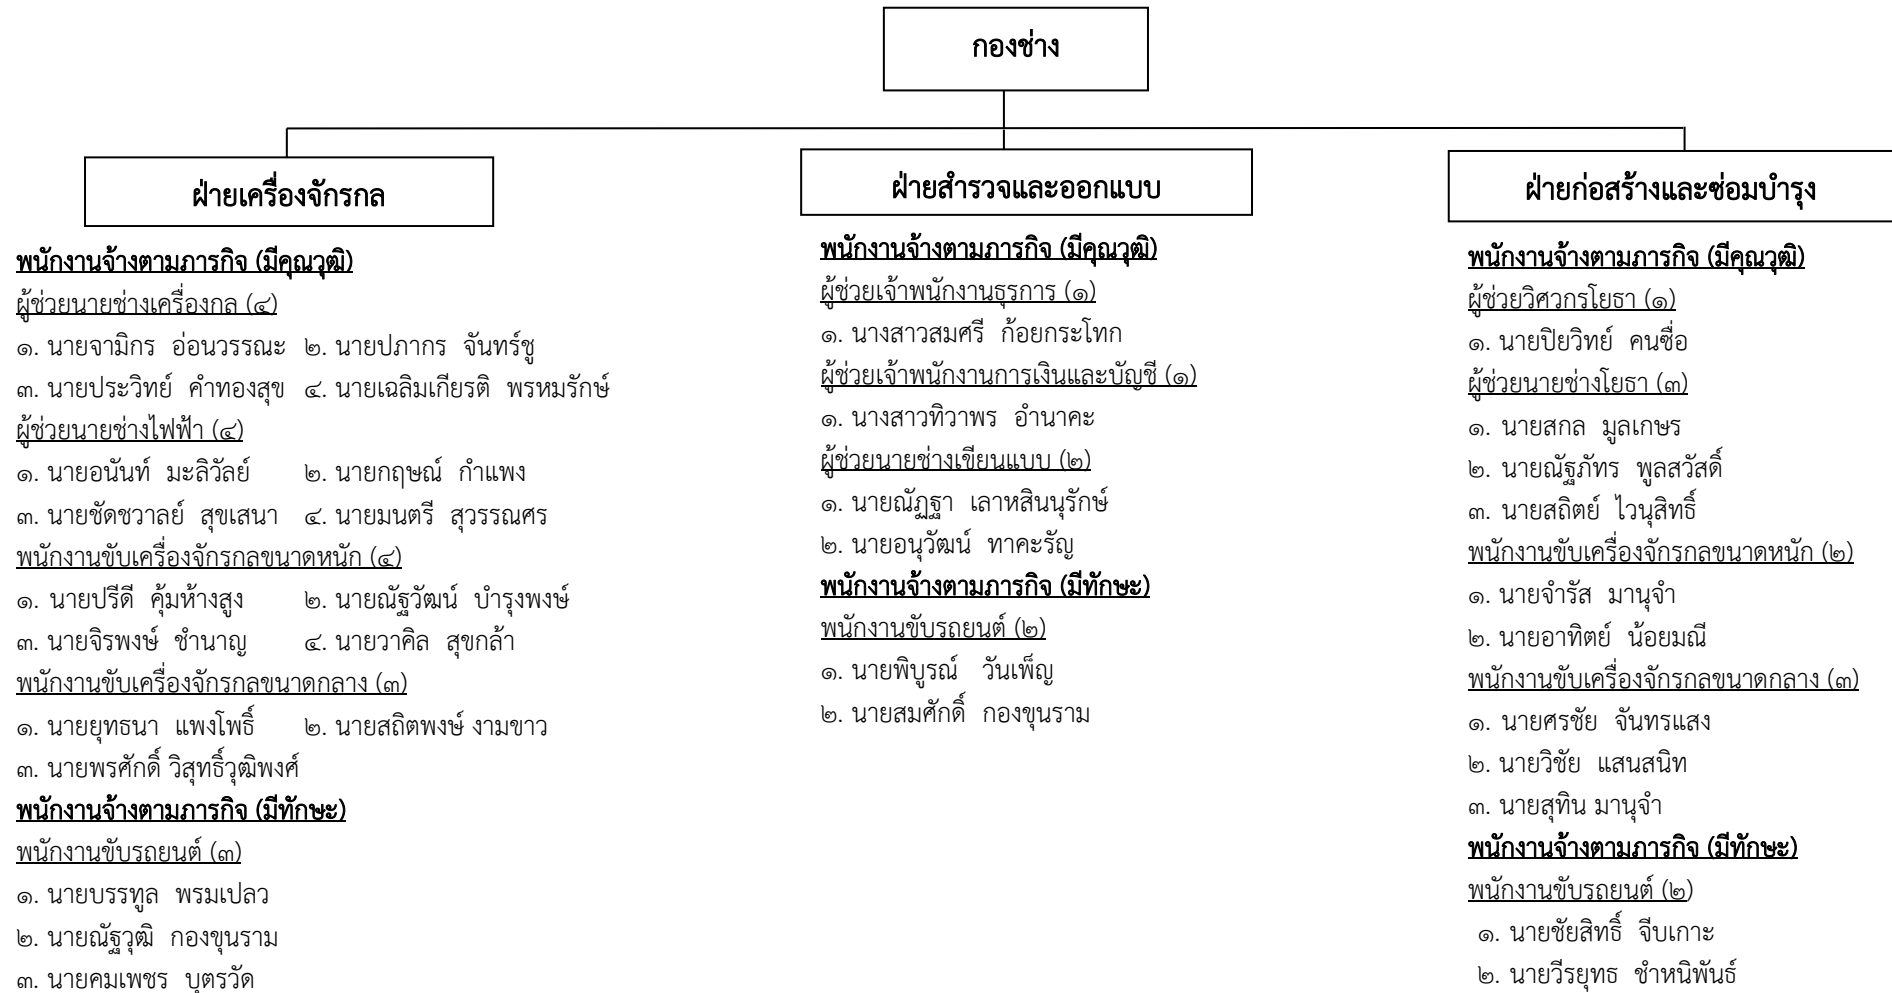 กองช่าง
ฝ่ายเครื่องจักรกล
พนักงานจ้างตามภารกิจ (มีคุณวุฒิ)
ผู้ช่วยนายช่างเครื่องกล (๔)
๑. นายจามิกร อ่อนวรรณะ ๒. นายปภากร จันทร์ชู
๓. นายประวิทย์ คำทองสุข ๔. นายเฉลิมเกียรติ พรหมรักษ์
ผู้ช่วยนายช่างไฟฟ้า (๔)
๑. นายอนันท์ มะลิวัลย์ ๒. นายกฤษณ์ กำแพง
๓. นายชัดชวาลย์ สุขเสนา ๔. นายมนตรี สุวรรณศร
พนักงานขับเครื่องจักรกลขนาดหนัก (๔)
๑. นายปรีดี คุ้มห้างสูง ๒. นายณัฐวัฒน์ บำรุงพงษ์
๓. นายจิรพงษ์ ชำนาญ ๔. นายวาคิล สุขกล้า
พนักงานขับเครื่องจักรกลขนาดกลาง (๓)
๑. นายยุทธนา แพงโพธิ์ ๒. นายสถิตพงษ์ งามขาว
๓. นายพรศักดิ์ วิสุทธิ์วุฒิพงศ์
พนักงานจ้างตามภารกิจ (มีทักษะ)
พนักงานขับรถยนต์ (๓)
๑. นายบรรทูล พรมเปลว
๒. นายณัฐวุฒิ กองขุนราม
๓. นายคมเพชร บุตรวัด
ฝ่ายสำรวจและออกแบบ
พนักงานจ้างตามภารกิจ (มีคุณวุฒิ)
ผู้ช่วยเจ้าพนักงานธุรการ (๑)
๑. นางสาวสมศรี ก้อยกระโทก
ผู้ช่วยเจ้าพนักงานการเงินและบัญชี (๑)
๑. นางสาวทิวาพร อำนาคะ
ผู้ช่วยนายช่างเขียนแบบ (๒)
๑. นายณัฏฐา เลาหสินนุรักษ์
๒. นายอนุวัฒน์ ทาคะรัญ
พนักงานจ้างตามภารกิจ (มีทักษะ)
พนักงานขับรถยนต์ (๒)
๑. นายพิบูรณ์ วันเพ็ญ
๒. นายสมศักดิ์ กองขุนราม
ฝ่ายก่อสร้างและซ่อมบำรุง
พนักงานจ้างตามภารกิจ (มีคุณวุฒิ)
ผู้ช่วยวิศวกรโยธา (๑)
๑. นายปิยวิทย์ คนซื่อ
ผู้ช่วยนายช่างโยธา (๓)
๑. นายสกล มูลเกษร
๒. นายณัฐภัทร พูลสวัสดิ์
๓. นายสถิตย์ ไวนุสิทธิ์
พนักงานขับเครื่องจักรกลขนาดหนัก (๒)
๑. นายจำรัส มานุจำ
๒. นายอาทิตย์ น้อยมณี
พนักงานขับเครื่องจักรกลขนาดกลาง (๓)
๑. นายศรชัย จันทรแสง
๒. นายวิชัย แสนสนิท
๓. นายสุทิน มานุจำ
พนักงานจ้างตามภารกิจ (มีทักษะ)
พนักงานขับรถยนต์ (๒)
๑. นายชัยสิทธิ์ จีบเกาะ
๒. นายวีรยุทธ ชำหนิพันธ์